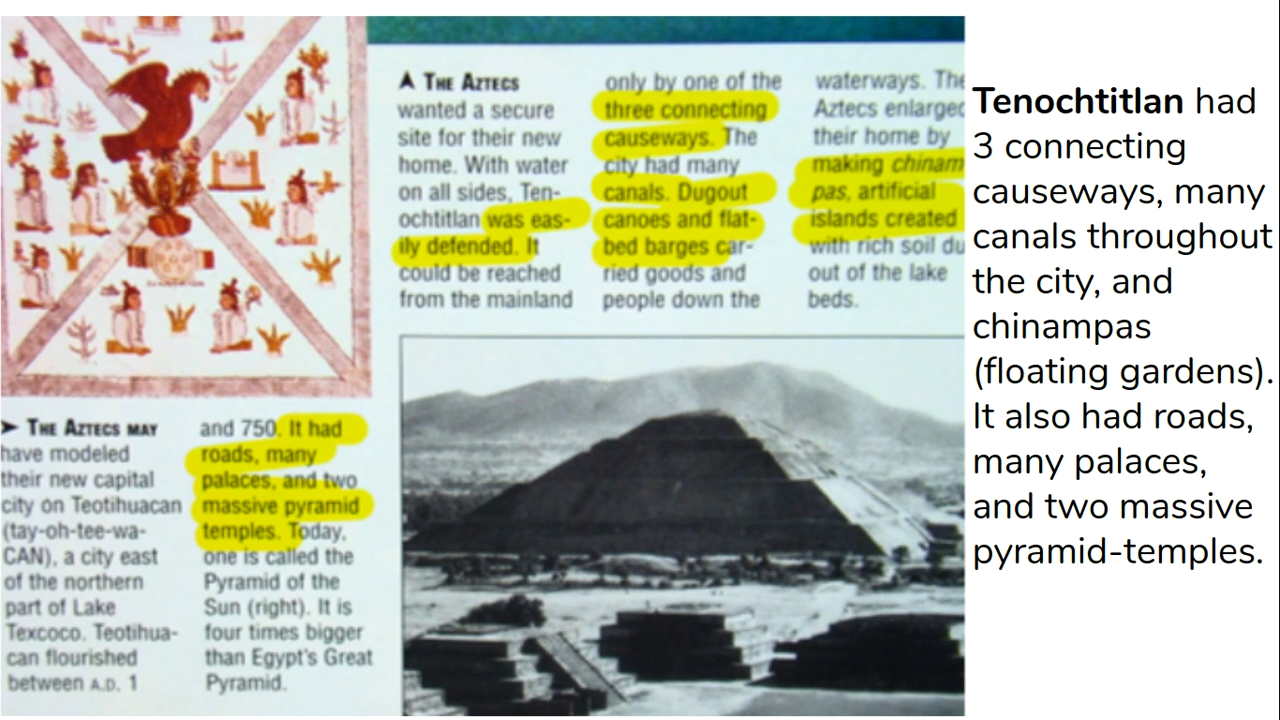 ➤ THE AZTECS
wanted a secure
site for their new
home. With water
on all sides, Ten-
ochtitlan was eas-
ily defended. It
could be reached
from the mainland
only by one of the
three connecting
causeways. The
city had many
canals. Dugout
canoes and flat-
bed barges car-
ried goods and
people down the
waterways. The
Aztecs enlarged
their home by
making chinam
pas, artificial
islands created
with rich soil du
out of the lake
beds.
➤ THE AZTECS MAY
have modeled
their new capital
city on Teotihuacan
(tay-oh-tee-wa-
CAN), a city east
of the northern
part of Lake
Texcoco. Teotihua-
can flourished
between A.D. 1
and 750. It had
roads, many
palaces, and two
massive pyramid
temples. Today,
one is called the
Pyramid of the
Sun (right). It is
four times bigger
than Egypt's Great
Pyramid.
Tenochtitlan had
3 connecting
causeways, many
canals throughout
the city, and
chinampas
(floating gardens).
It also had roads,
many palaces,
and two massive
pyramid-temples.